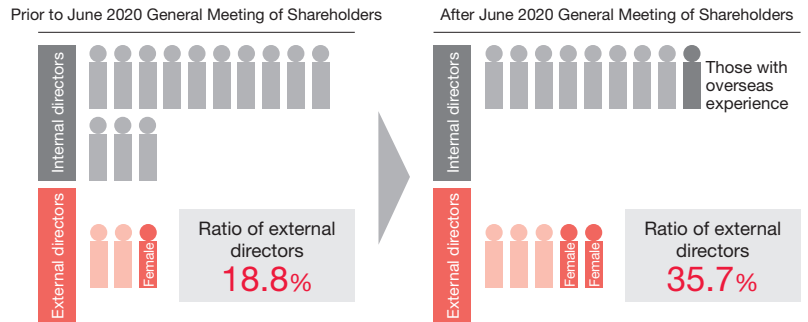 Prior to June 2020 General Meeting of Shareholders
Internal directors
External directors
Female
Ratio of external
directors
18.8%
After June 2020 General Meeting of Shareholders
Internal directors
Those with
overseas
experience
External directors
Female
Female
Ratio of external
directors
35.7%